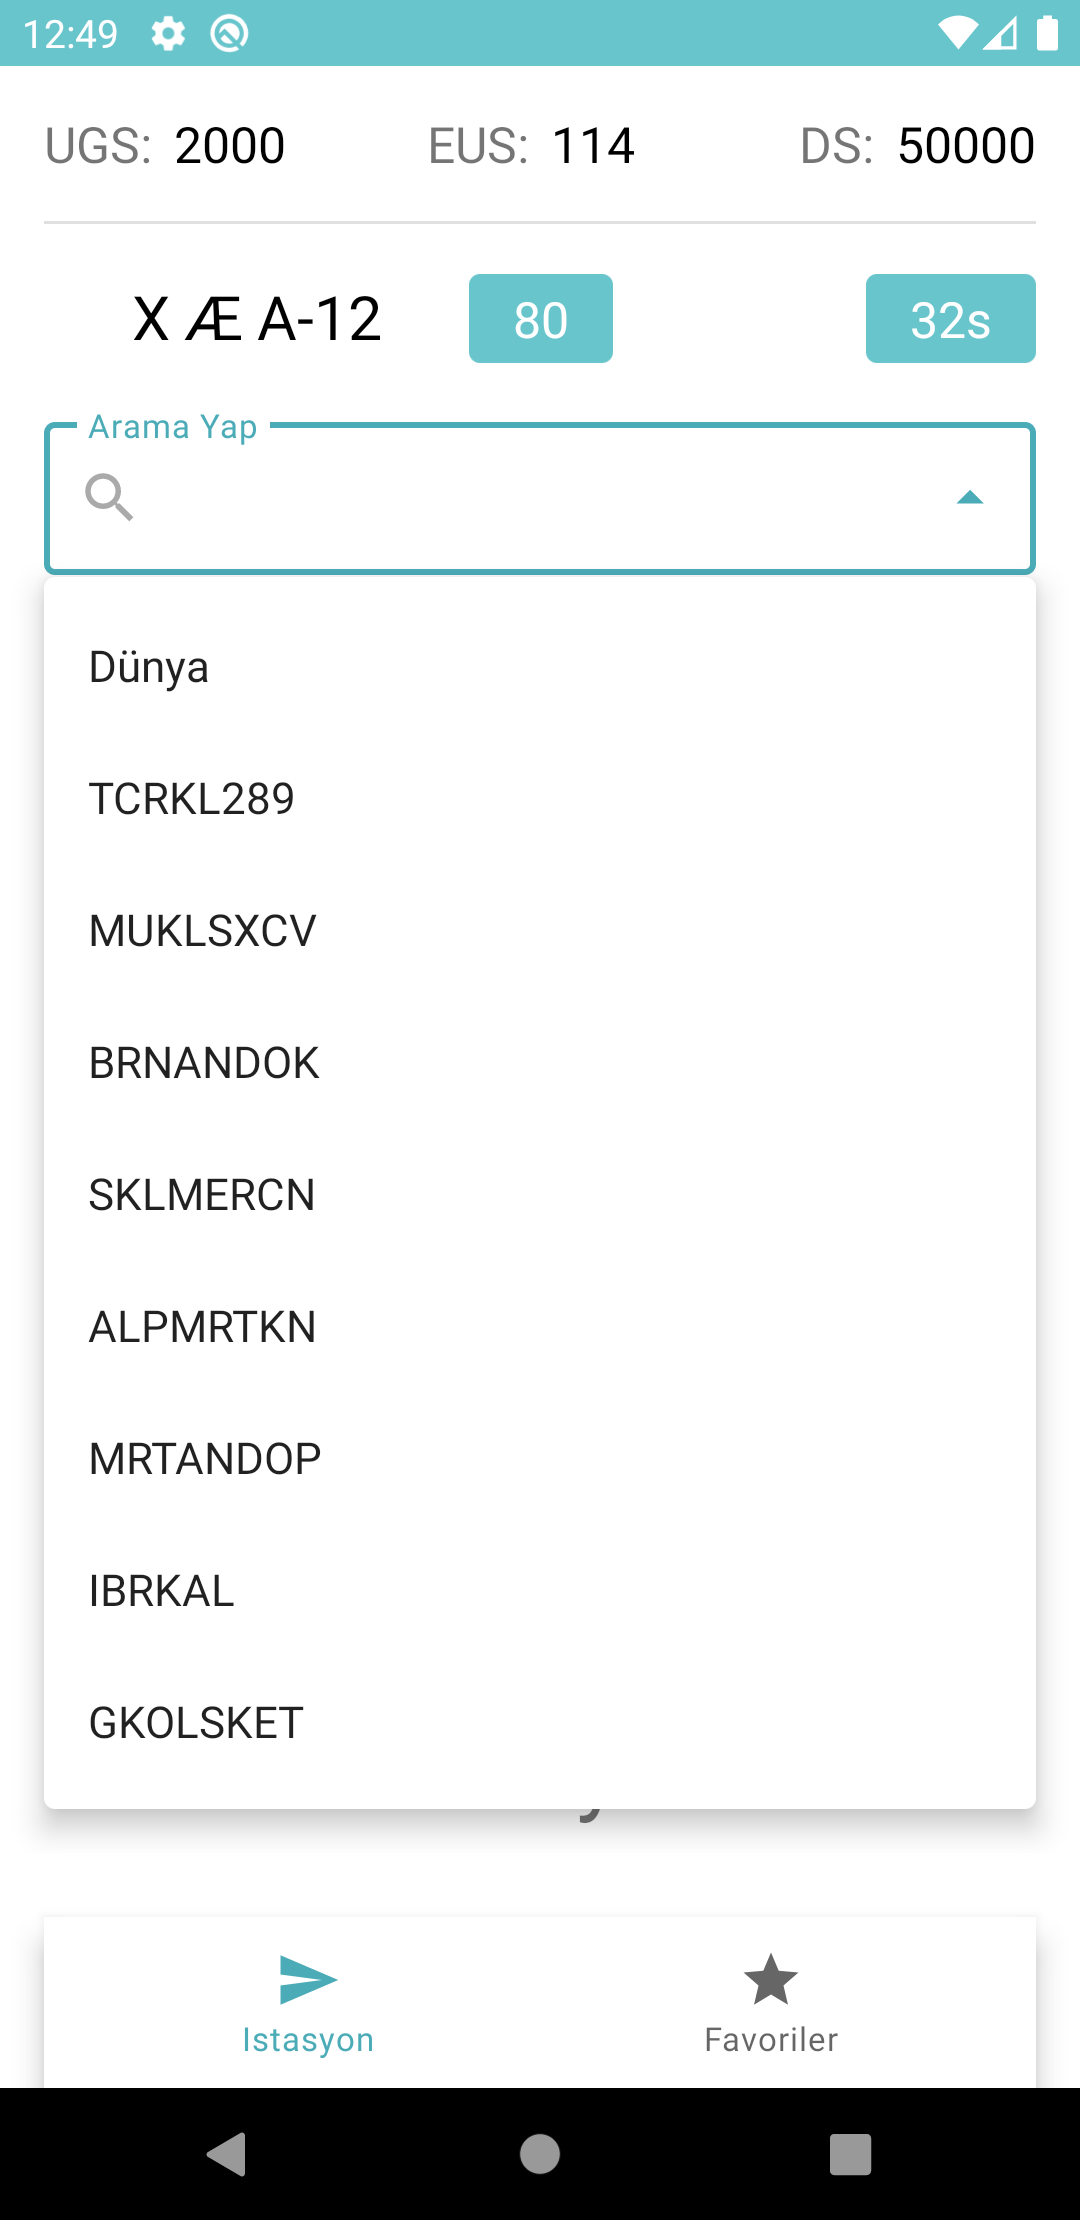 12:49
UGS: 2000 EUS: 114 DS: 50000
X Æ A-12 80 32s
Arama Yap
Dünya
TCRKL289
MUKLSXCV
BRNANDOK
SKLMERCN
ALPMRTKN
MRTANDOP
IBRKAL
GKOLSKET
Istasyon Favoriler